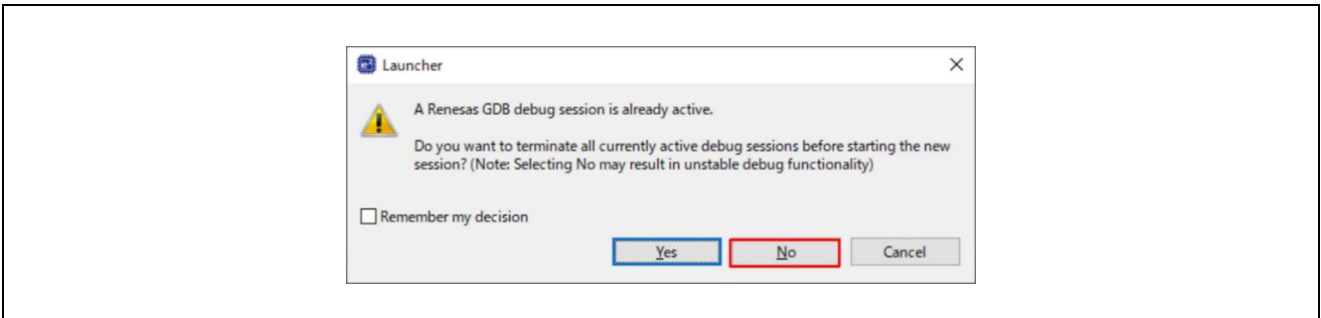 Launcher
A Renesas GDB debug session is already active.
Do you want to terminate all currently active debug sessions before starting the new
session? (Note: Selecting No may result in unstable debug functionality)
Remember my decision
Yes No Cancel